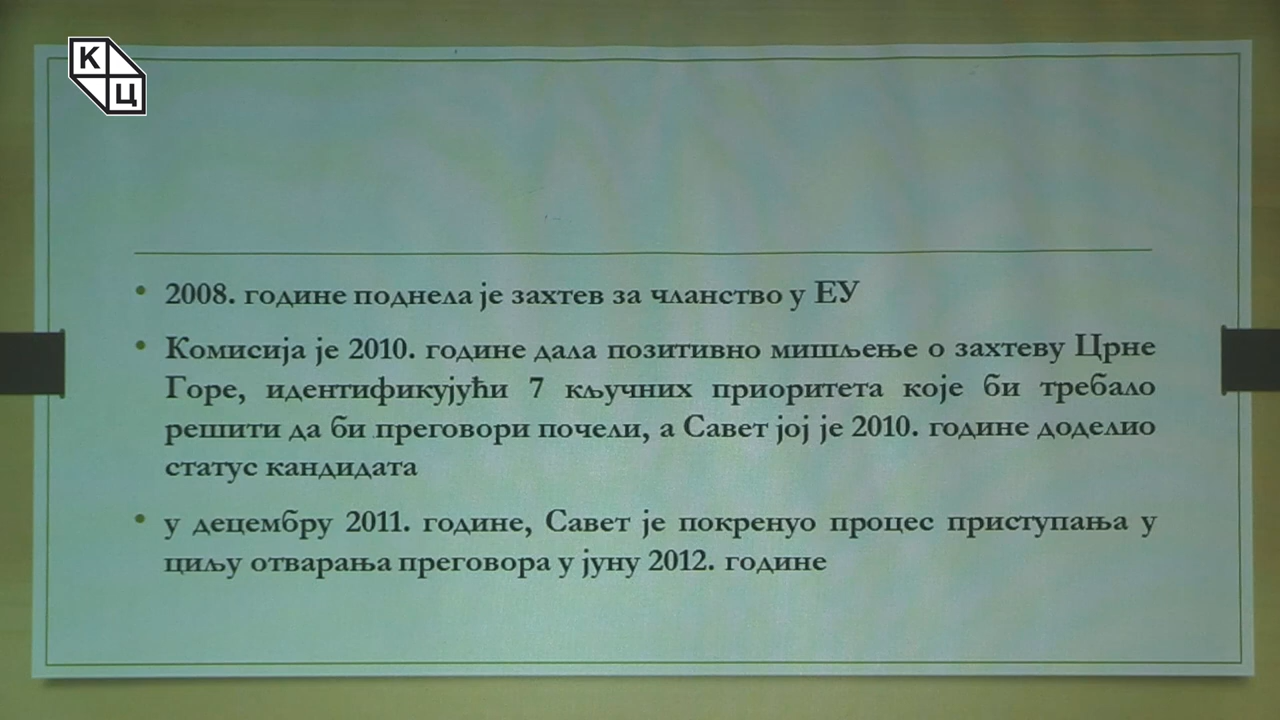 К
Ц
• 2008. године поднела је захтев за чланство у ЕУ
• Комисија је 2010. године дала позитивно мишљење о захтеву Црне
Горе, идентификујући 7 кључних приоритета које би требало
решити да би преговори почели, а Савет јој је 2010. године доделио
статус кандидата
• у децембру 2011. године, Савет је покренуо процес приступања у
циљу отварања преговора у јуну 2012. године